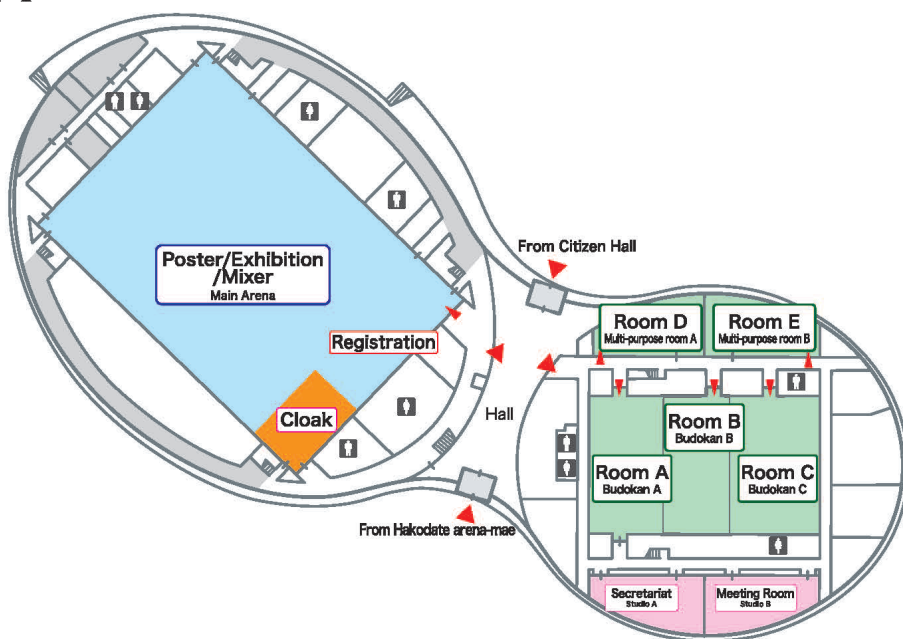 From Citizen Hall
Poster/Exhibition
/Mixer
Main Arena
Room D
Multi-purpose room A
Room E
Multi-purpose room B
Registration
Cloak
Hall
Room B
Budokan B
Room A
Budokan A
Room C
Budokan C
From Hakodate arena-mae
Secretariat
Studio A
Meeting Room
Studio B